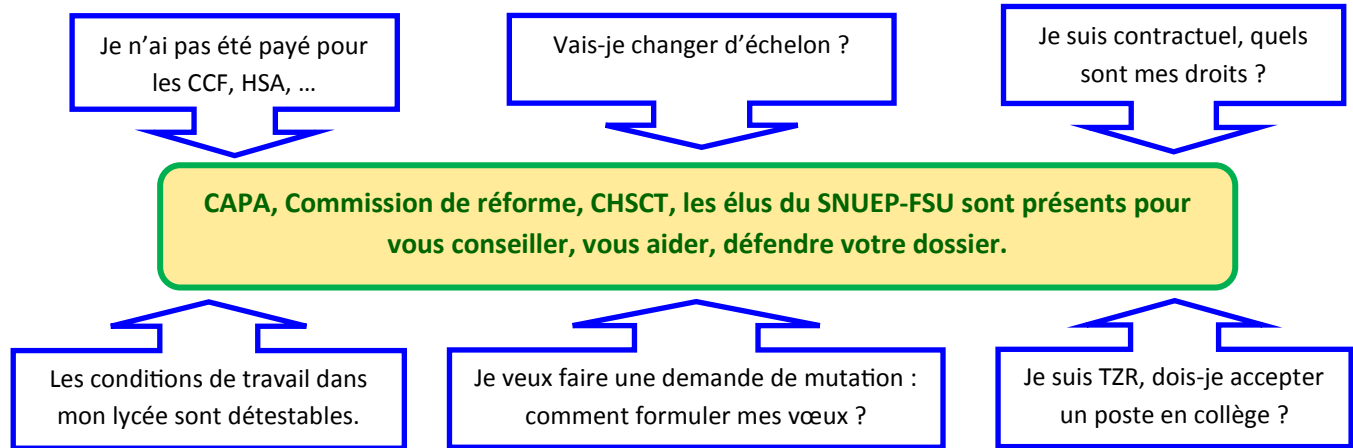 Je n'ai pas été payé pour
les CCF, HSA, …
Vais-je changer d'échelon ?
Je suis contractuel, quels
sont mes droits ?
CAPA, Commission de réforme, CHSCT, les élus du SNUEP-FSU sont présents pour
vous conseiller, vous aider, défendre votre dossier.
Les conditions de travail dans
mon lycée sont détestables.
Je veux faire une demande de mutation :
comment formuler mes vœux ?
Je suis TZR, dois-je accepter
un poste en collège ?